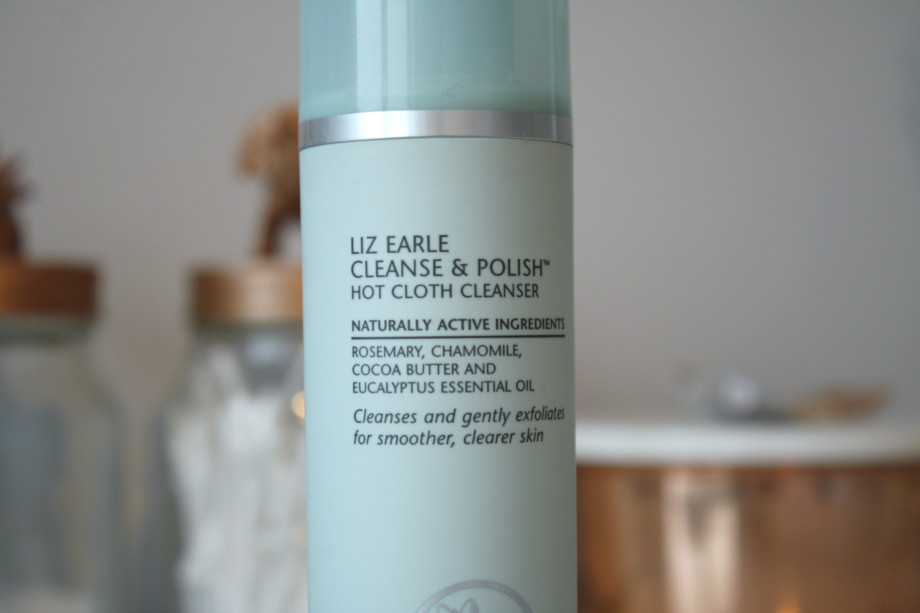 LIZ EARLE
CLEANSE & POLISH™
HOT CLOTH CLEANSER
NATURALLY ACTIVE INGREDIENTS
ROSEMARY, CHAMOMILE,
COCOA BUTTER AND
EUCALYPTUS ESSENTIAL OIL
Cleanses and gently exfoliates
for smoother, clearer skin